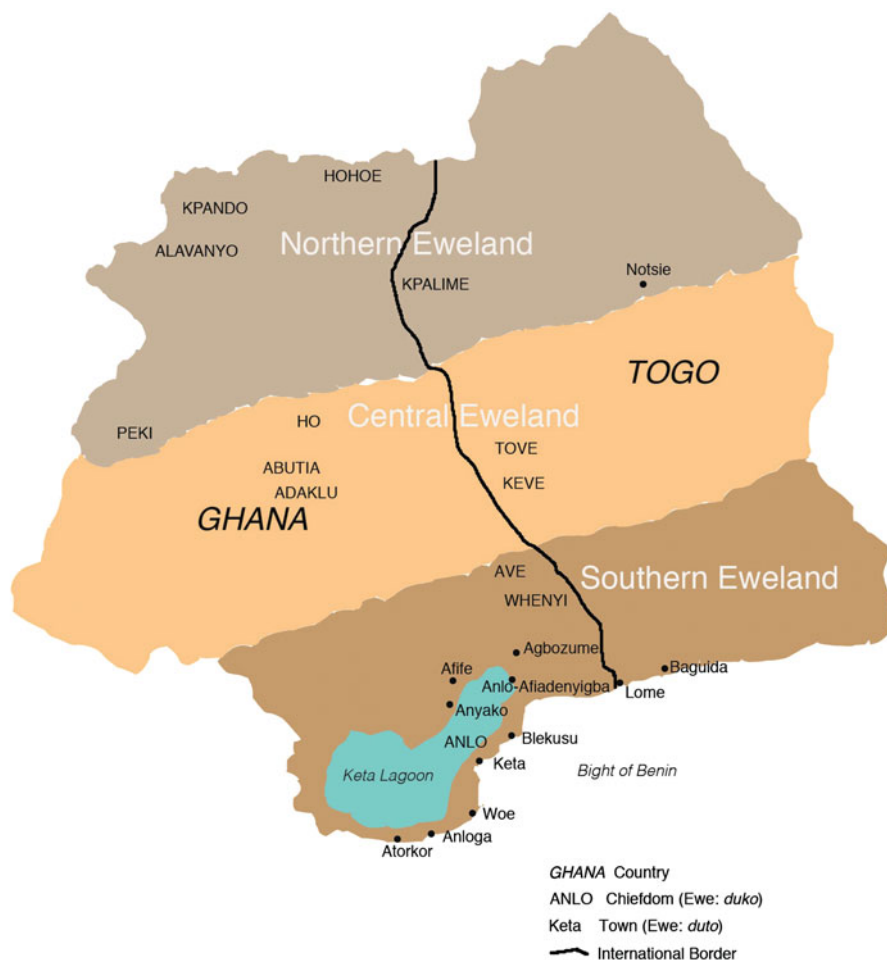 HOHOE
KPANDO
ALAVANYO
Northern Eweland
KPALIME
Notsie
TOGO
Central Eweland
HO
PEKI
TOVE
ABUTIA
KEVE
ADAKLU
GHANA
AVE
Southern Eweland
WHENYI
Agbozume
Afife
Baguida
Anlo-Afiadenyigba
Lome
Anyako
Blekusu
ANLO
Keta
Keta Lagoon
Bight of Benin
Woe
Anloga
Atorkor
GHANA Country
ANLO Chiefdom (Ewe: duko)
Keta Town (Ewe: duto)
International Border